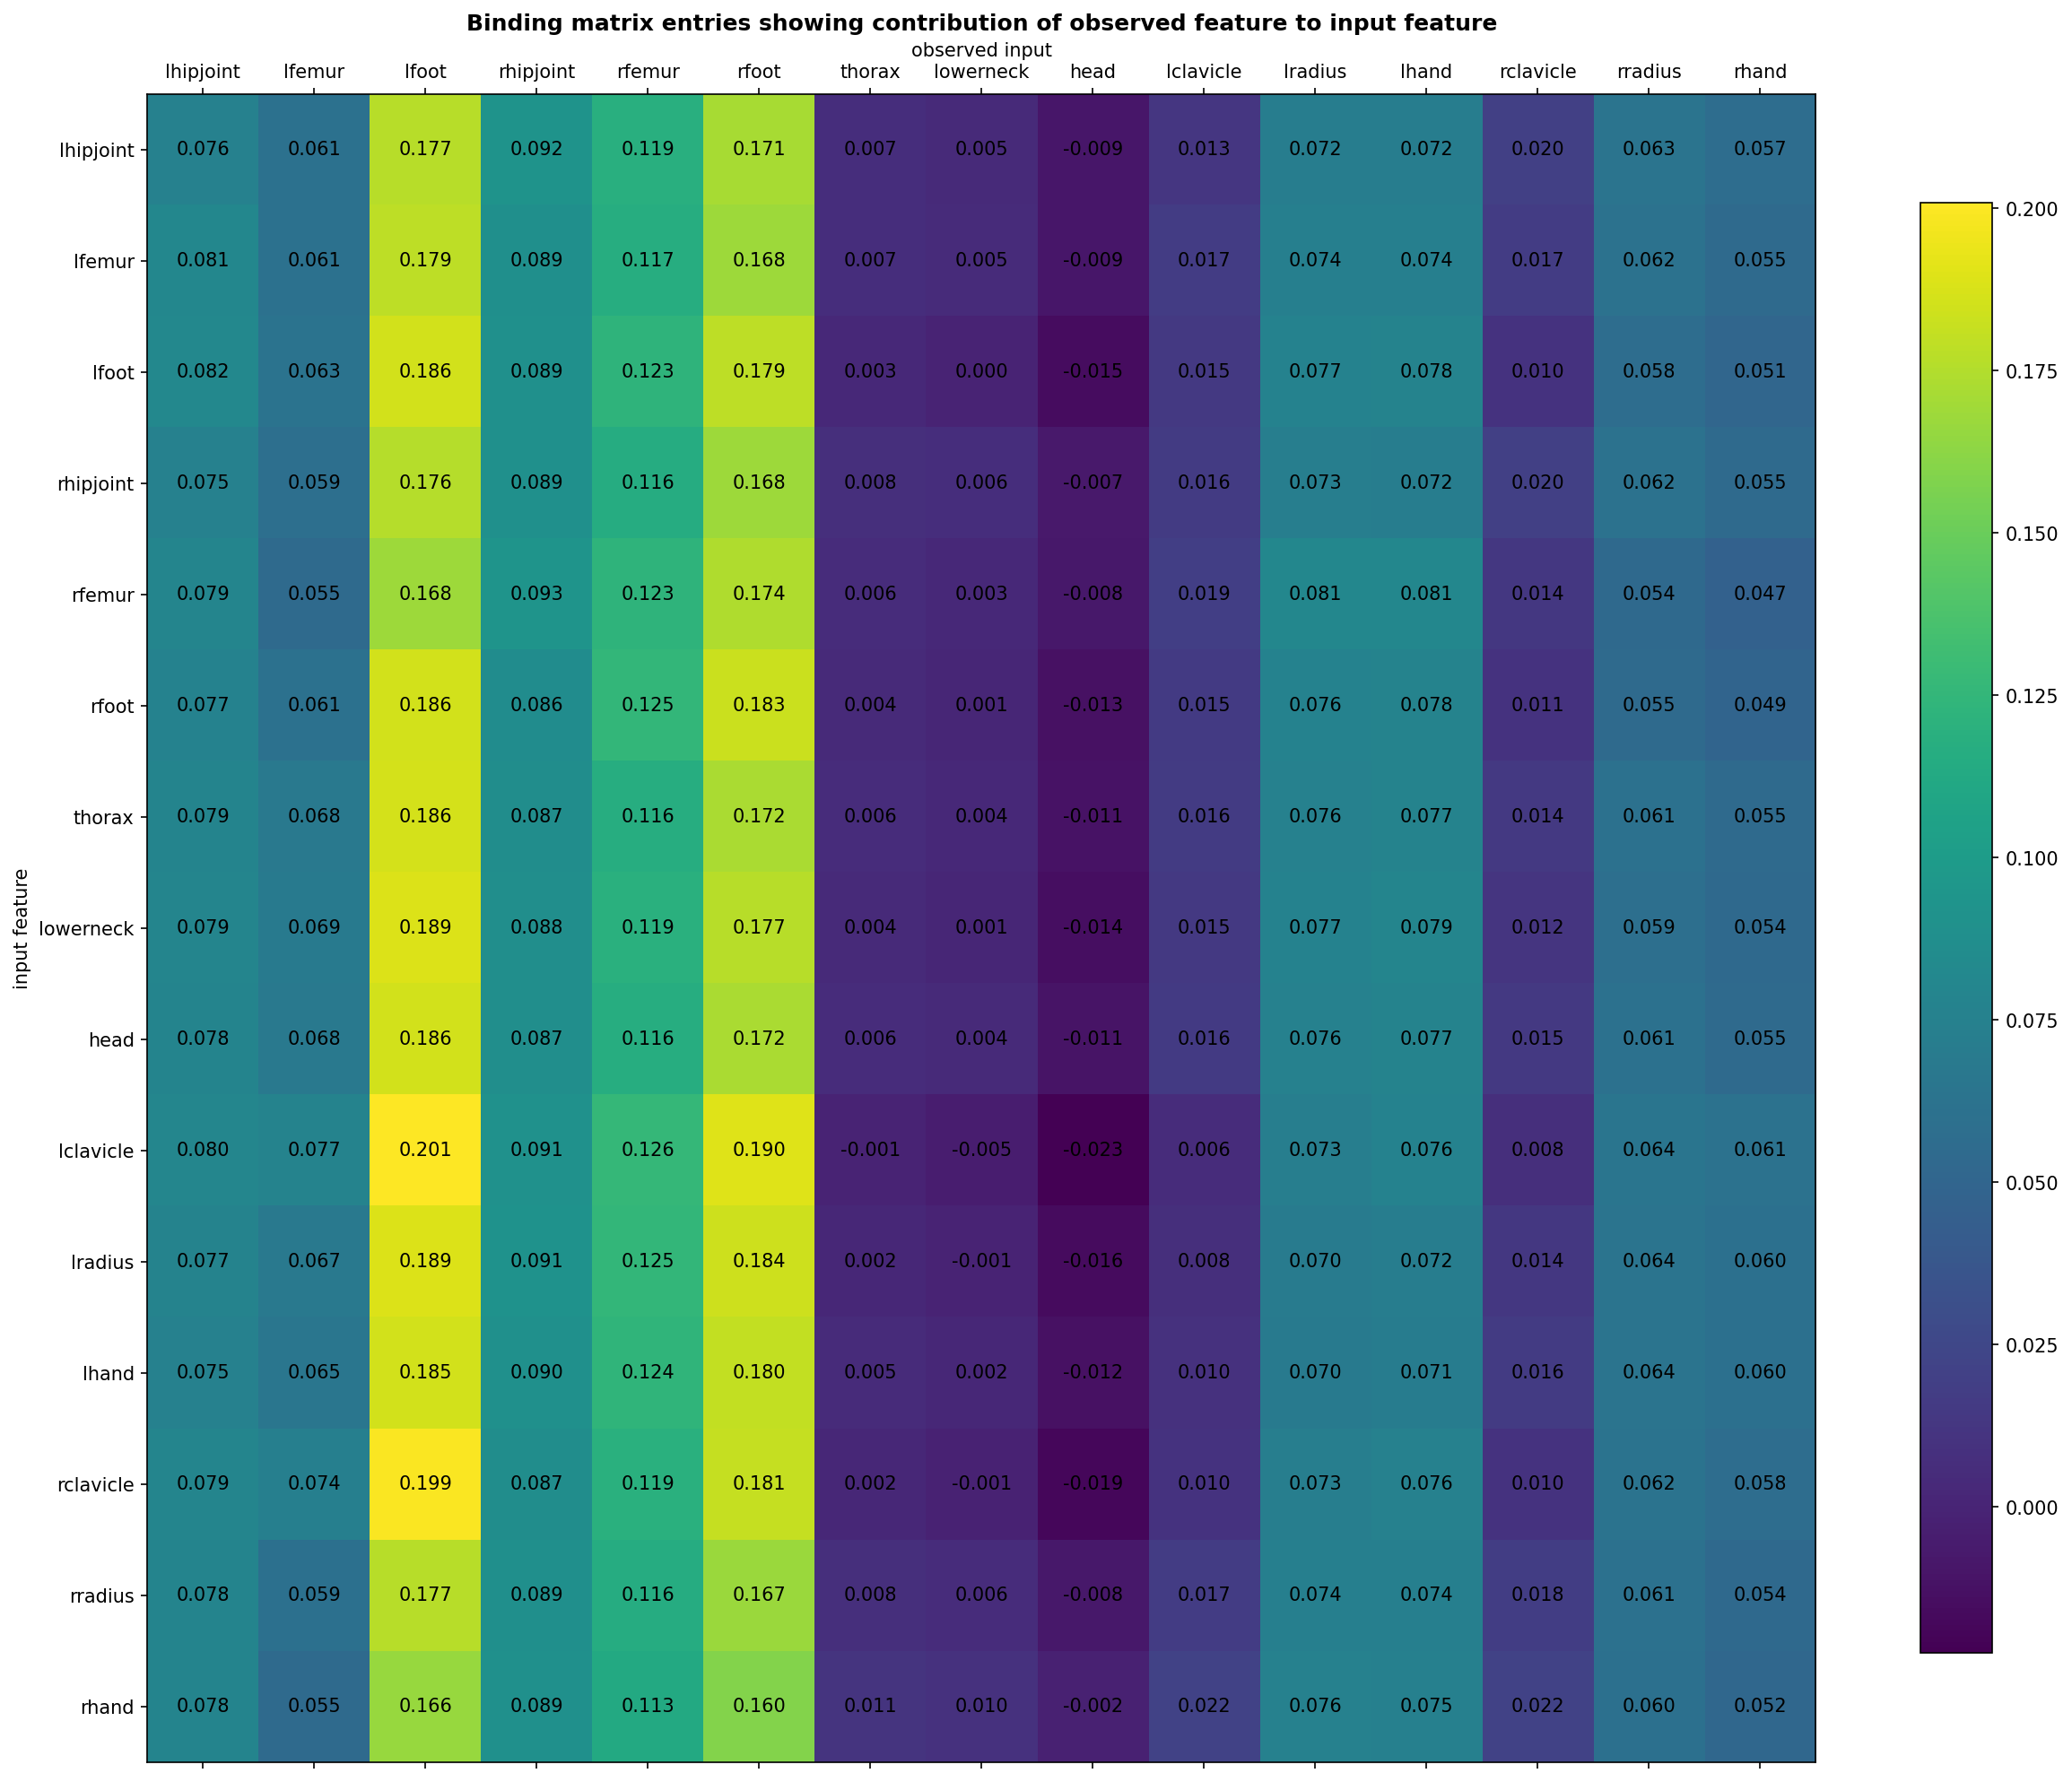 Binding matrix entries showing contribution of observed feature to input feature
observed input
lhipjoint lfemur lfoot rhipjoint rfemur rfoot thorax lowerneck head lclavicle lradius lhand rclavicle rradius rhand
input feature
lhipjoint 0.076 0.061 0.177 0.092 0.119 0.171 0.007 0.005 -0.009 0.013 0.072 0.072 0.020 0.063 0.057
lfemur 0.081 0.061 0.179 0.089 0.117 0.168 0.007 0.005 -0.009 0.017 0.074 0.074 0.017 0.062 0.055
lfoot 0.082 0.063 0.186 0.089 0.123 0.179 0.003 0.000 -0.015 0.015 0.077 0.078 0.010 0.058 0.051
rhipjoint 0.075 0.059 0.176 0.089 0.116 0.168 0.008 0.006 -0.007 0.016 0.073 0.072 0.020 0.062 0.055
rfemur 0.079 0.055 0.168 0.093 0.123 0.174 0.006 0.003 -0.008 0.019 0.081 0.081 0.014 0.054 0.047
rfoot 0.077 0.061 0.186 0.086 0.125 0.183 0.004 0.001 -0.013 0.015 0.076 0.078 0.011 0.055 0.049
thorax 0.079 0.068 0.186 0.087 0.116 0.172 0.006 0.004 -0.011 0.016 0.076 0.077 0.014 0.061 0.055
lowerneck 0.079 0.069 0.189 0.088 0.119 0.177 0.004 0.001 -0.014 0.015 0.077 0.079 0.012 0.059 0.054
head 0.078 0.068 0.186 0.087 0.116 0.172 0.006 0.004 -0.011 0.016 0.076 0.077 0.015 0.061 0.055
lclavicle 0.080 0.077 0.201 0.091 0.126 0.190 -0.001 -0.005 -0.023 0.006 0.073 0.076 0.008 0.064 0.061
lradius 0.077 0.067 0.189 0.091 0.125 0.184 0.002 -0.001 -0.016 0.008 0.070 0.072 0.014 0.064 0.060
lhand 0.075 0.065 0.185 0.090 0.124 0.180 0.005 0.002 -0.012 0.010 0.070 0.071 0.016 0.064 0.060
rclavicle 0.079 0.074 0.199 0.087 0.119 0.181 0.002 -0.001 -0.019 0.010 0.073 0.076 0.010 0.062 0.058
rradius 0.078 0.059 0.177 0.089 0.116 0.167 0.008 0.006 -0.008 0.017 0.074 0.074 0.018 0.061 0.054
rhand 0.078 0.055 0.166 0.089 0.113 0.160 0.011 0.010 -0.002 0.022 0.076 0.075 0.022 0.060 0.052
0.200
0.175
0.150
0.125
0.100
0.075
0.050
0.025
0.000